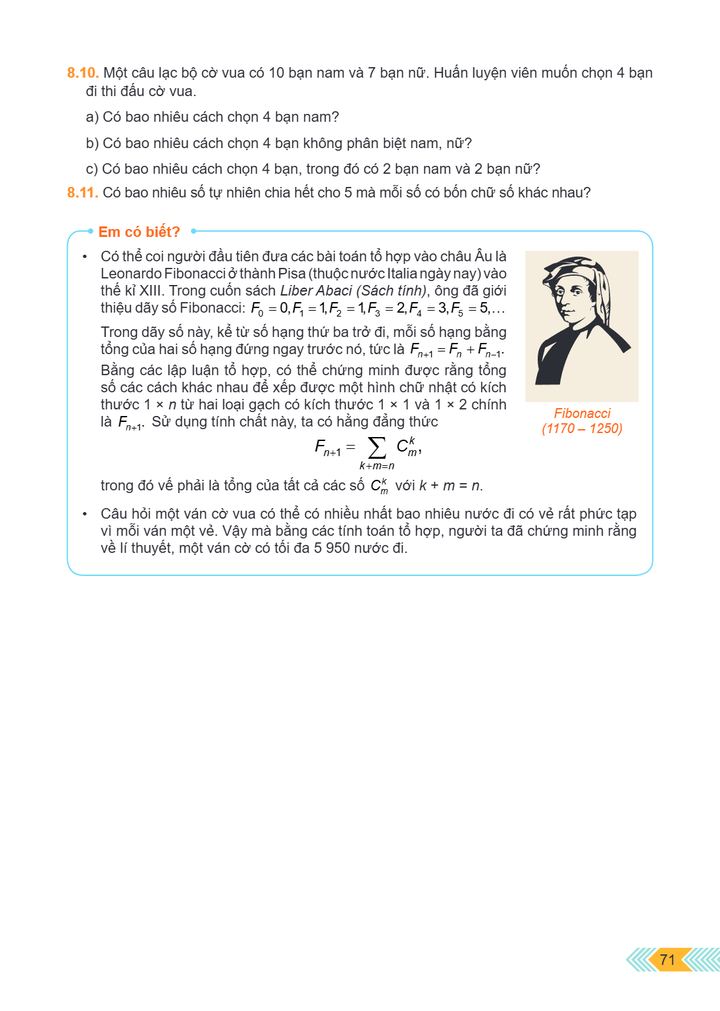 8.10. Một câu lạc bộ cờ vua có 10 bạn nam và 7 bạn nữ. Huấn luyện viên muốn chọn 4 bạn
đi thi đấu cờ vua.
a) Có bao nhiêu cách chọn 4 bạn nam?
b) Có bao nhiêu cách chọn 4 bạn không phân biệt nam, nữ?
c) Có bao nhiêu cách chọn 4 bạn, trong đó có 2 bạn nam và 2 bạn nữ?
8.11. Có bao nhiêu số tự nhiên chia hết cho 5 mà mỗi số có bốn chữ số khác nhau?
Em có biết?
• Có thể coi người đầu tiên đưa các bài toán tổ hợp vào châu Âu là
Leonardo Fibonacci ở thành Pisa (thuộc nước Italia ngày nay) vào
thế kỉ XIII. Trong cuốn sách Liber Abaci (Sách tính), ông đã giới
thiệu dãy số Fibonacci: F₀ = 0, F₁ = 1, F₂ = 1, F₃ = 2, F₄ = 3, F₅ = 5,…
Trong dãy số này, kể từ số hạng thứ ba trở đi, mỗi số hạng bằng
tổng của hai số hạng đứng ngay trước nó, tức là Fₙ₊₁ = Fₙ + Fₙ₋₁.
Bằng các lập luận tổ hợp, có thể chứng minh được rằng tổng
số các cách khác nhau để xếp được một hình chữ nhật có kích
thước 1 × n từ hai loại gạch có kích thước 1 × 1 và 1 × 2 chính
là Fₙ₊₁. Sử dụng tính chất này, ta có hằng đẳng thức
Fₙ₊₁ = ∑ Cₘᵏ,
k+m=n
trong đó vế phải là tổng của tất cả các số Cₘᵏ với k + m = n.
Fibonacci
(1170 – 1250)
• Câu hỏi một ván cờ vua có thể có nhiều nhất bao nhiêu nước đi có vẻ rất phức tạp
vì mỗi ván một vẻ. Vậy mà bằng các tính toán tổ hợp, người ta đã chứng minh rằng
về lí thuyết, một ván cờ có tối đa 5 950 nước đi.
71